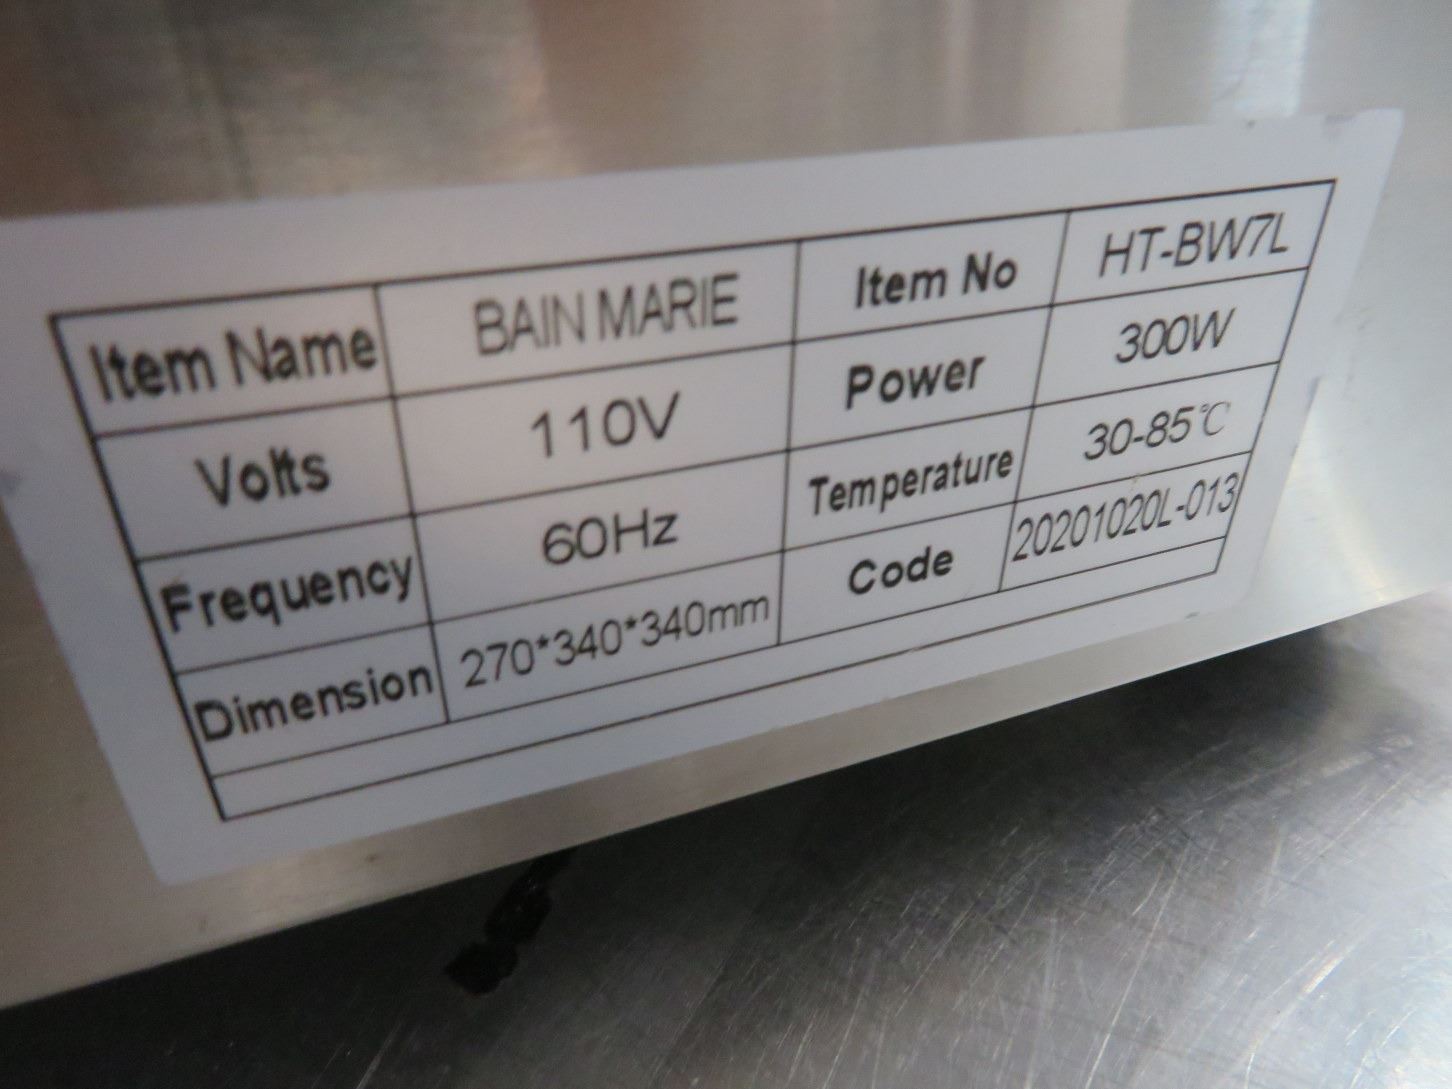 Item Name BAIN MARIE Item No HT-BW7L
Volts 110V Power 300W
Frequency 60Hz Temperature 30-85℃
Dimension 270*340*340mm Code 20201020L-013